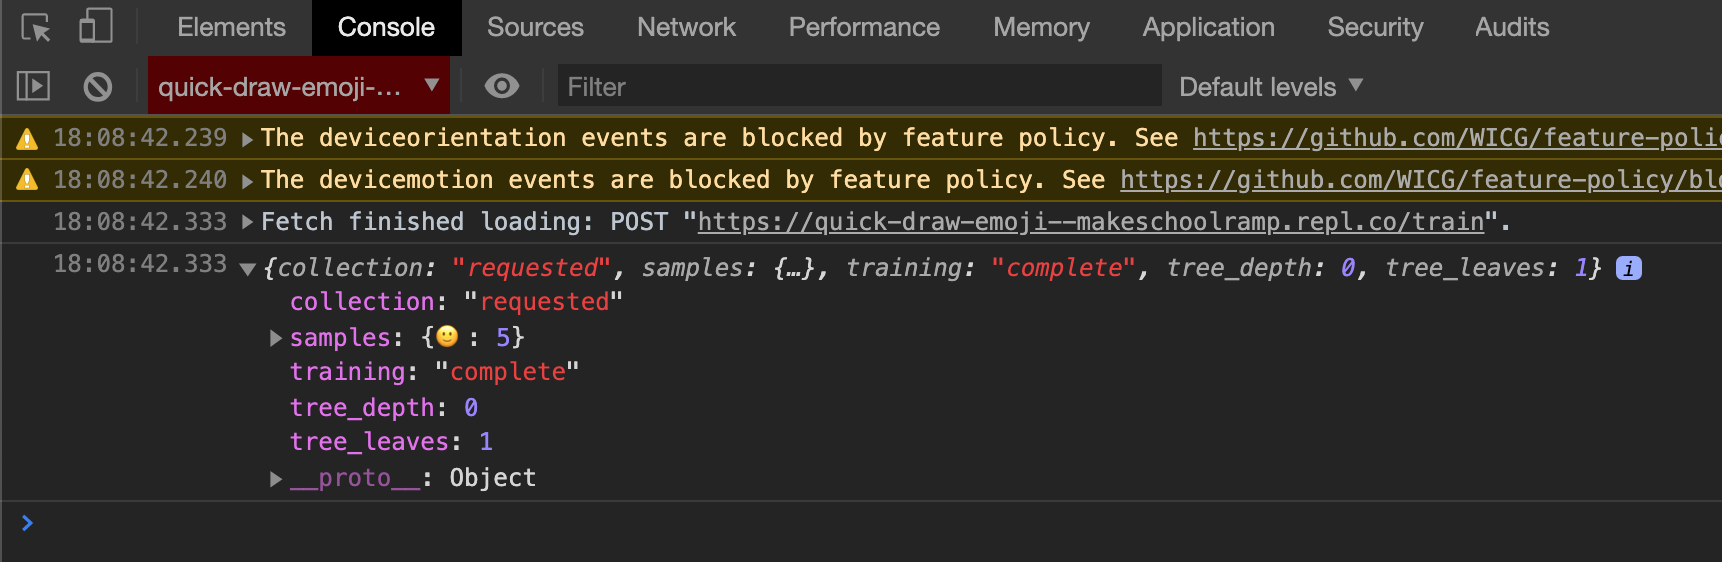 Elements Console Sources Network Performance Memory Application Security Audits
quick-draw-emoji-... ▼ Filter Default levels ▼
18:08:42.239 ▶The deviceorientation events are blocked by feature policy. See https://github.com/WICG/feature-polic
18:08:42.240 ▶The devicemotion events are blocked by feature policy. See https://github.com/WICG/feature-policy/blo
18:08:42.333 ▶Fetch finished loading: POST "https://quick-draw-emoji--makeschoolramp.repl.co/train".
18:08:42.333 ▼{collection: "requested", samples: {…}, training: "complete", tree_depth: 0, tree_leaves: 1} i
collection: "requested"
▶samples: {🙂: 5}
training: "complete"
tree_depth: 0
tree_leaves: 1
▶__proto__: Object
>